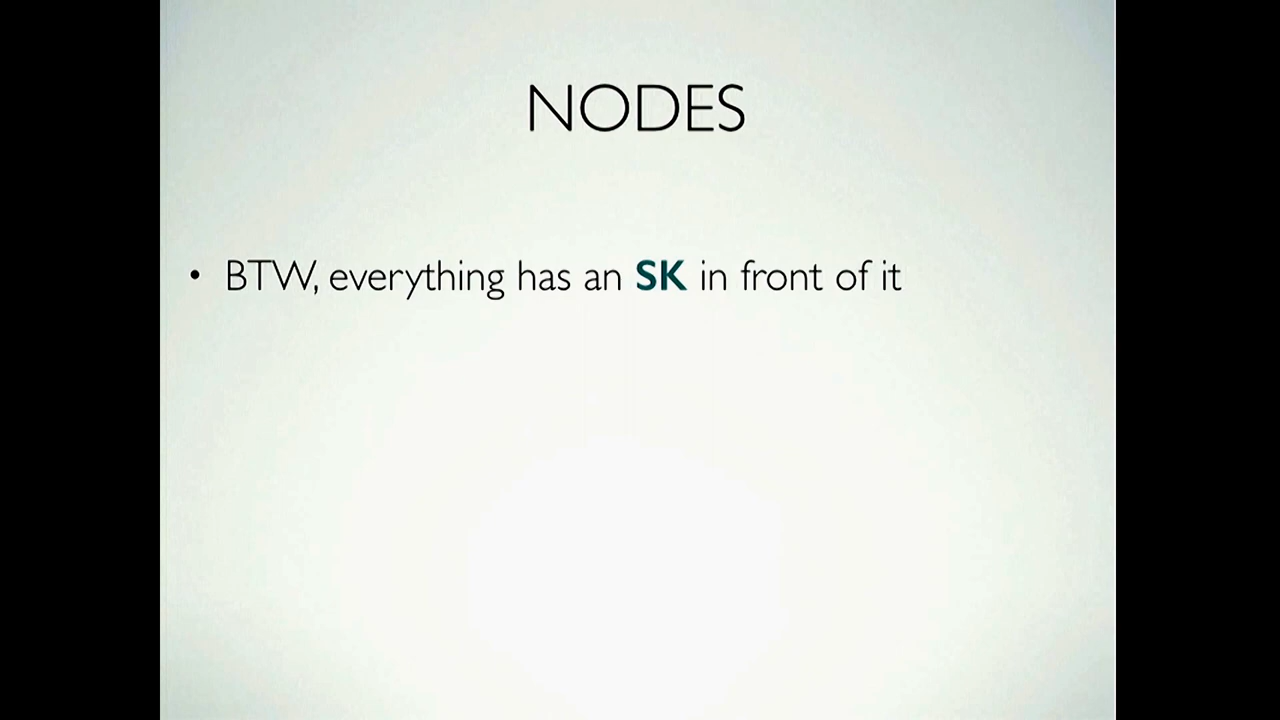 NODES
• BTW, everything has an SK in front of it